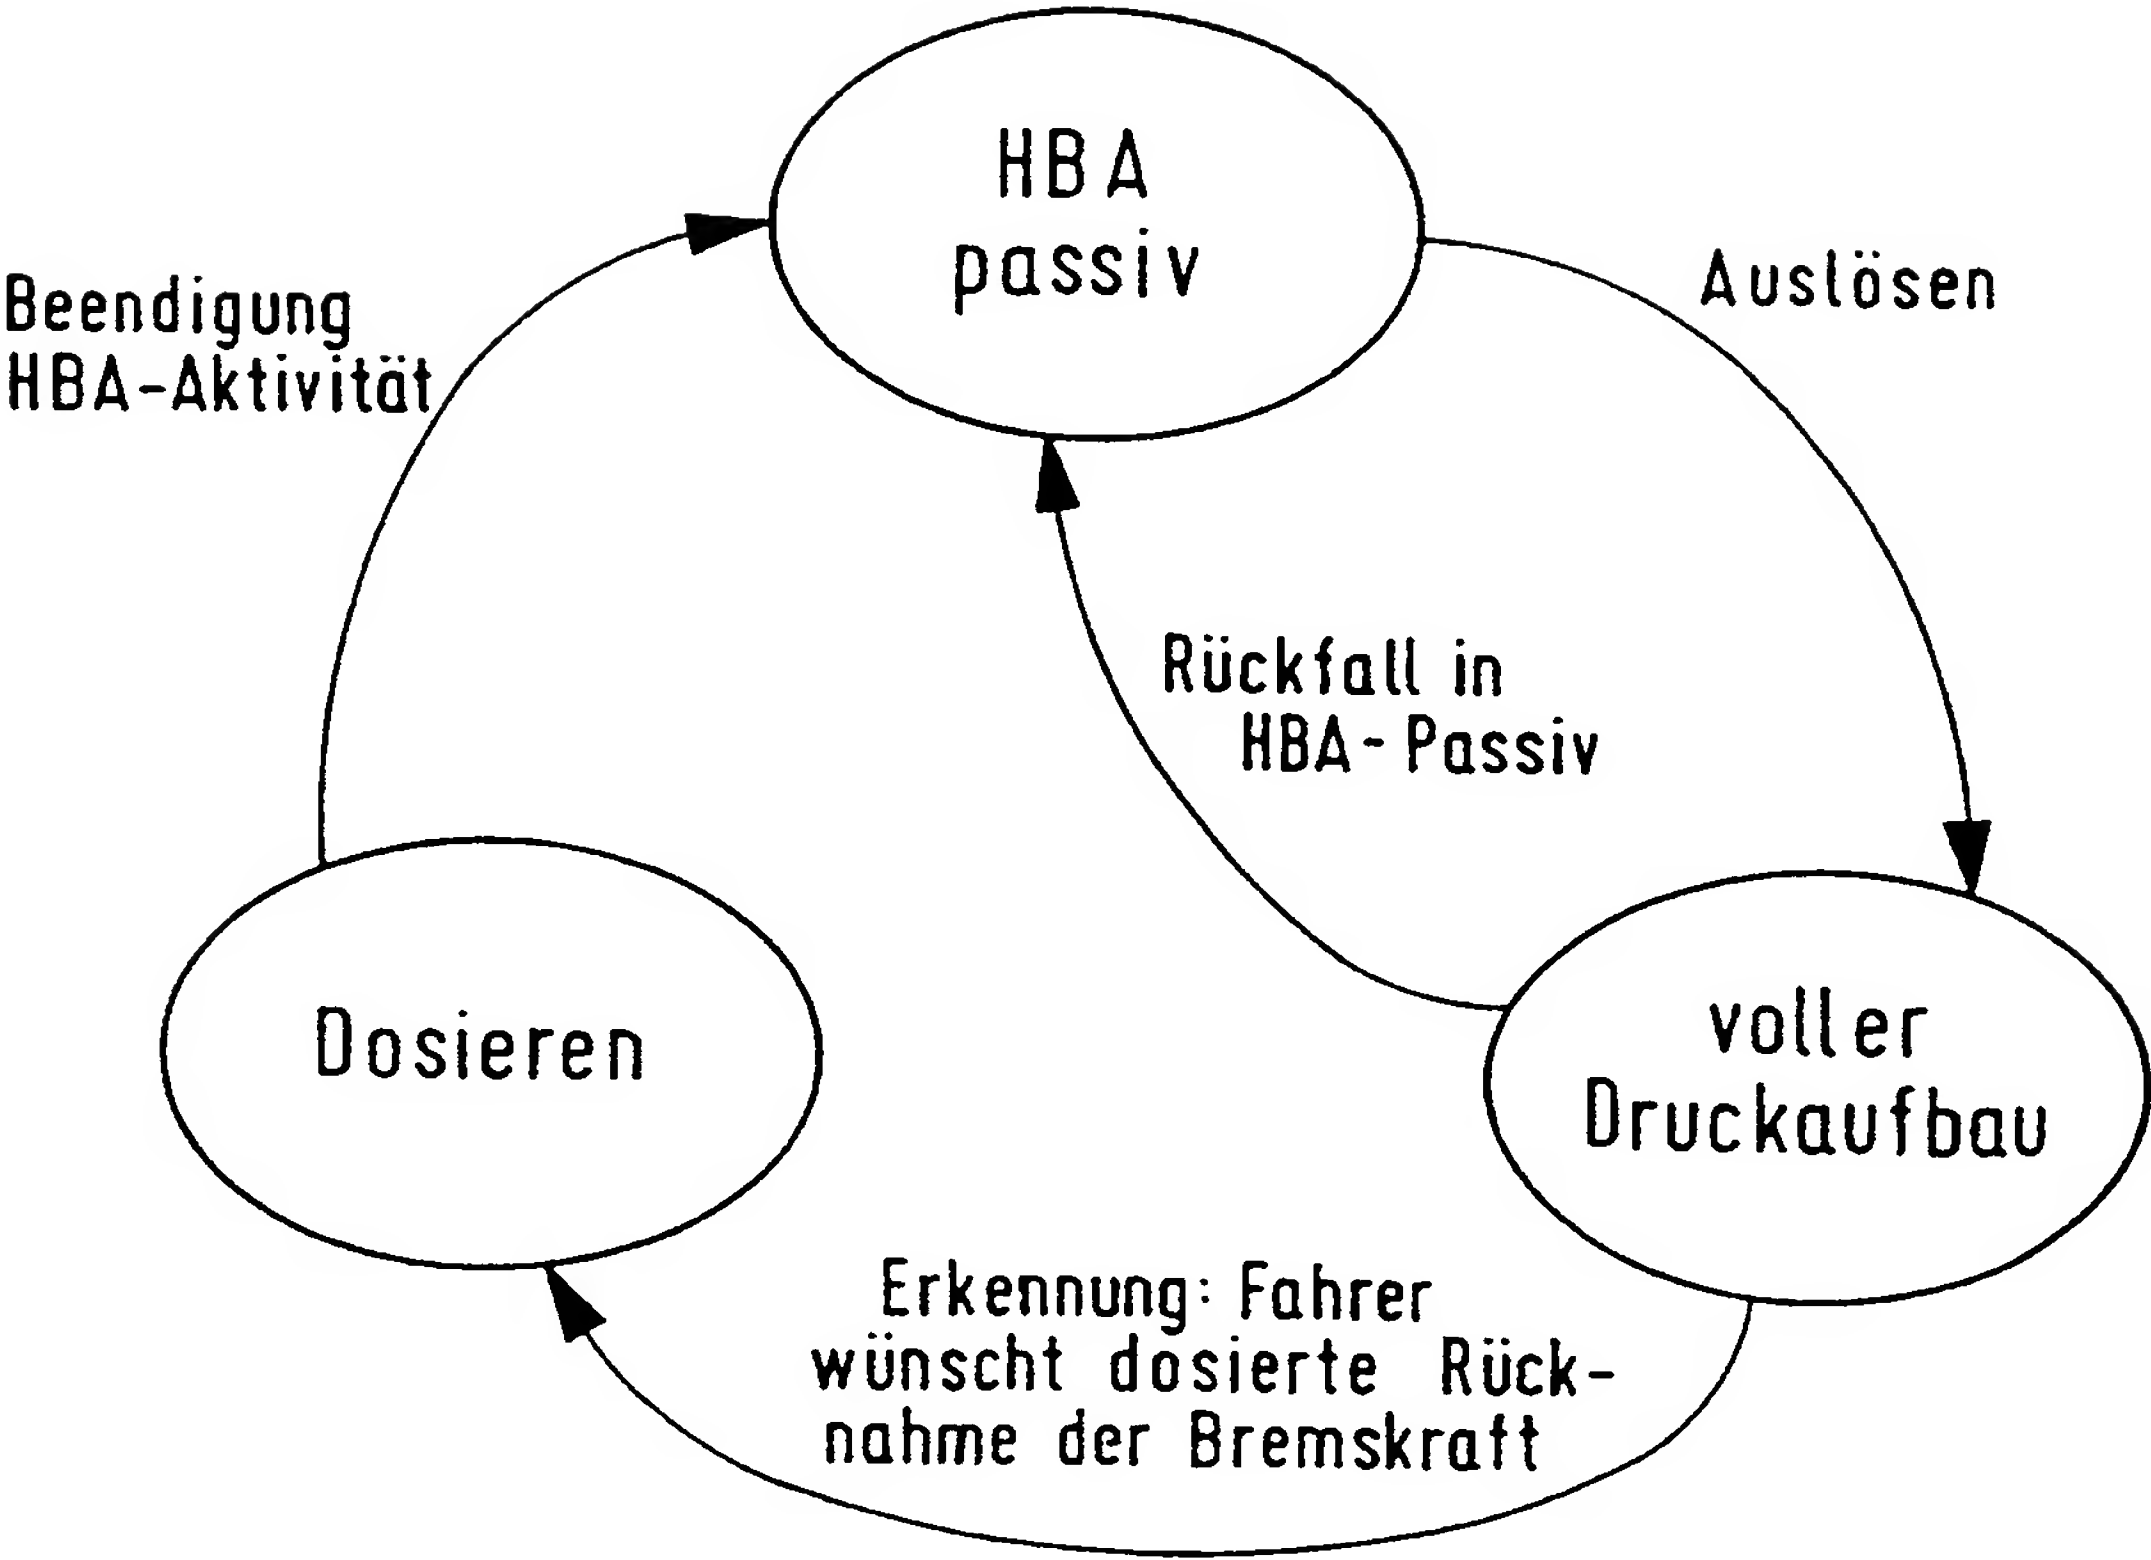 HBA
passiv
Beendigung
HBA-Aktivität
Auslösen
Rückfall in
HBA-Passiv
Dosieren
voller
Druckaufbau
Erkennung: Fahrer
wünscht dosierte Rück-
nahme der Bremskraft